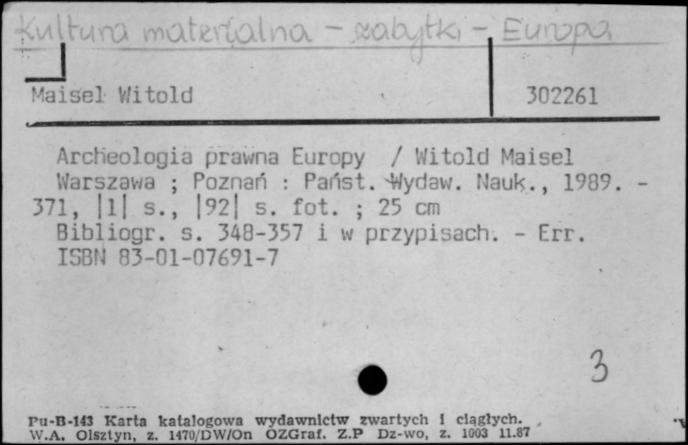 Kultura materialna - zabytki - Europa
Maisel Witold 302261
Archeologia prawna Europy / Witold Maisel
Warszawa ; Poznań : Państ. Wydaw. Nauk., 1989. -
371, |1| s., |92| s. fot. ; 25 cm
Bibliogr. s. 348-357 i w przypisach. - Err.
ISBN 83-01-07691-7
3
Pu-B-143 Karta katalogowa wydawnictw zwartych i ciągłych.
W.A. Olsztyn, z. 1470/DW/On OZGraf. Z.P Dz-wo, z. 1003 11.87